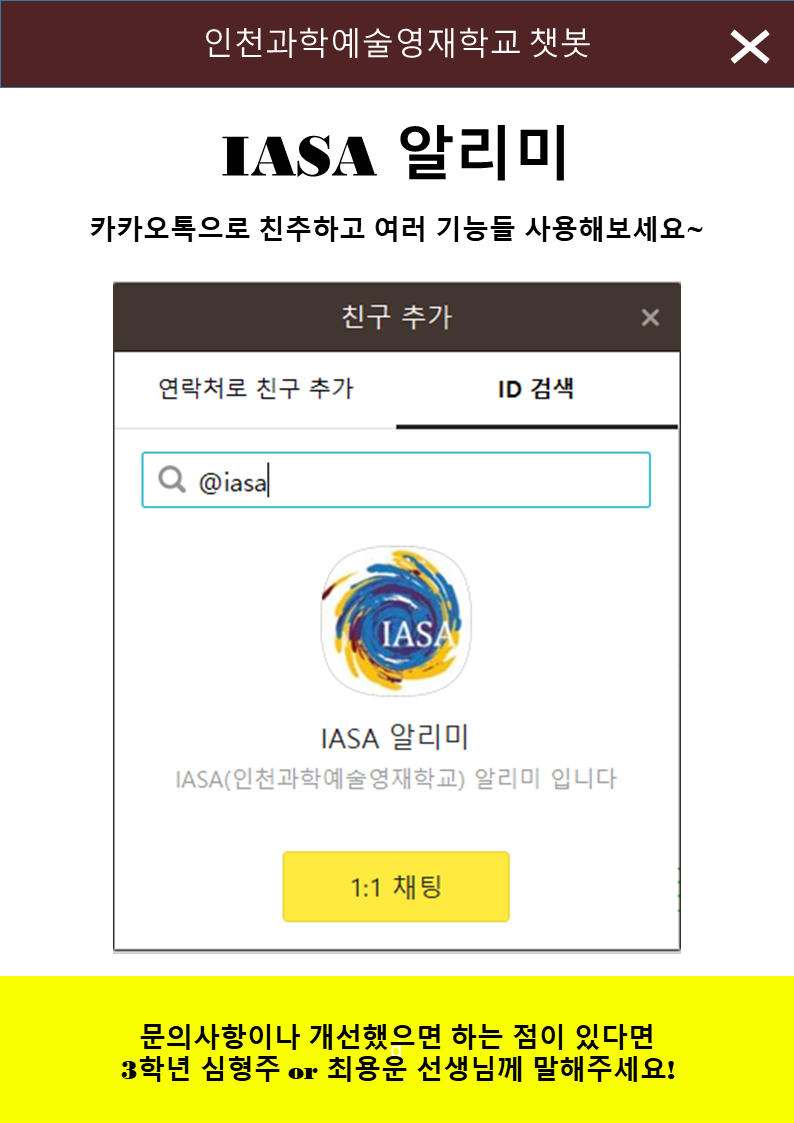 인천과학예술영재학교 챗봇
IASA 알리미
카카오톡으로 친추하고 여러 기능들 사용해보세요~
친구 추가
연락처로 친구 추가
ID 검색
@iasa
IASA
IASA 알리미
IASA(인천과학예술영재학교) 알리미 입니다
1:1 채팅
문의사항이나 개선했으면 하는 점이 있다면
3학년 심형주 or 최용운 선생님께 말해주세요!